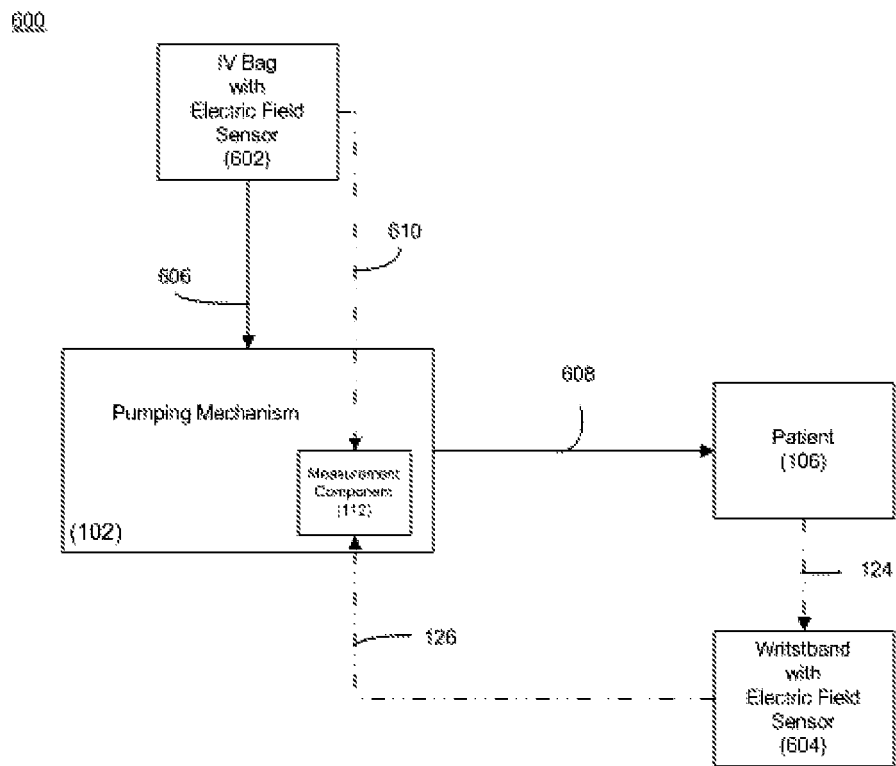 600
IV Bag
with
Electric Field
Sensor
(602)
610
606
608
Pumping Mechanism
Patient
(106)
Measurement
Component
(112)
(102)
124
126
Writstband
with
Electric Field
Sensor
(604)